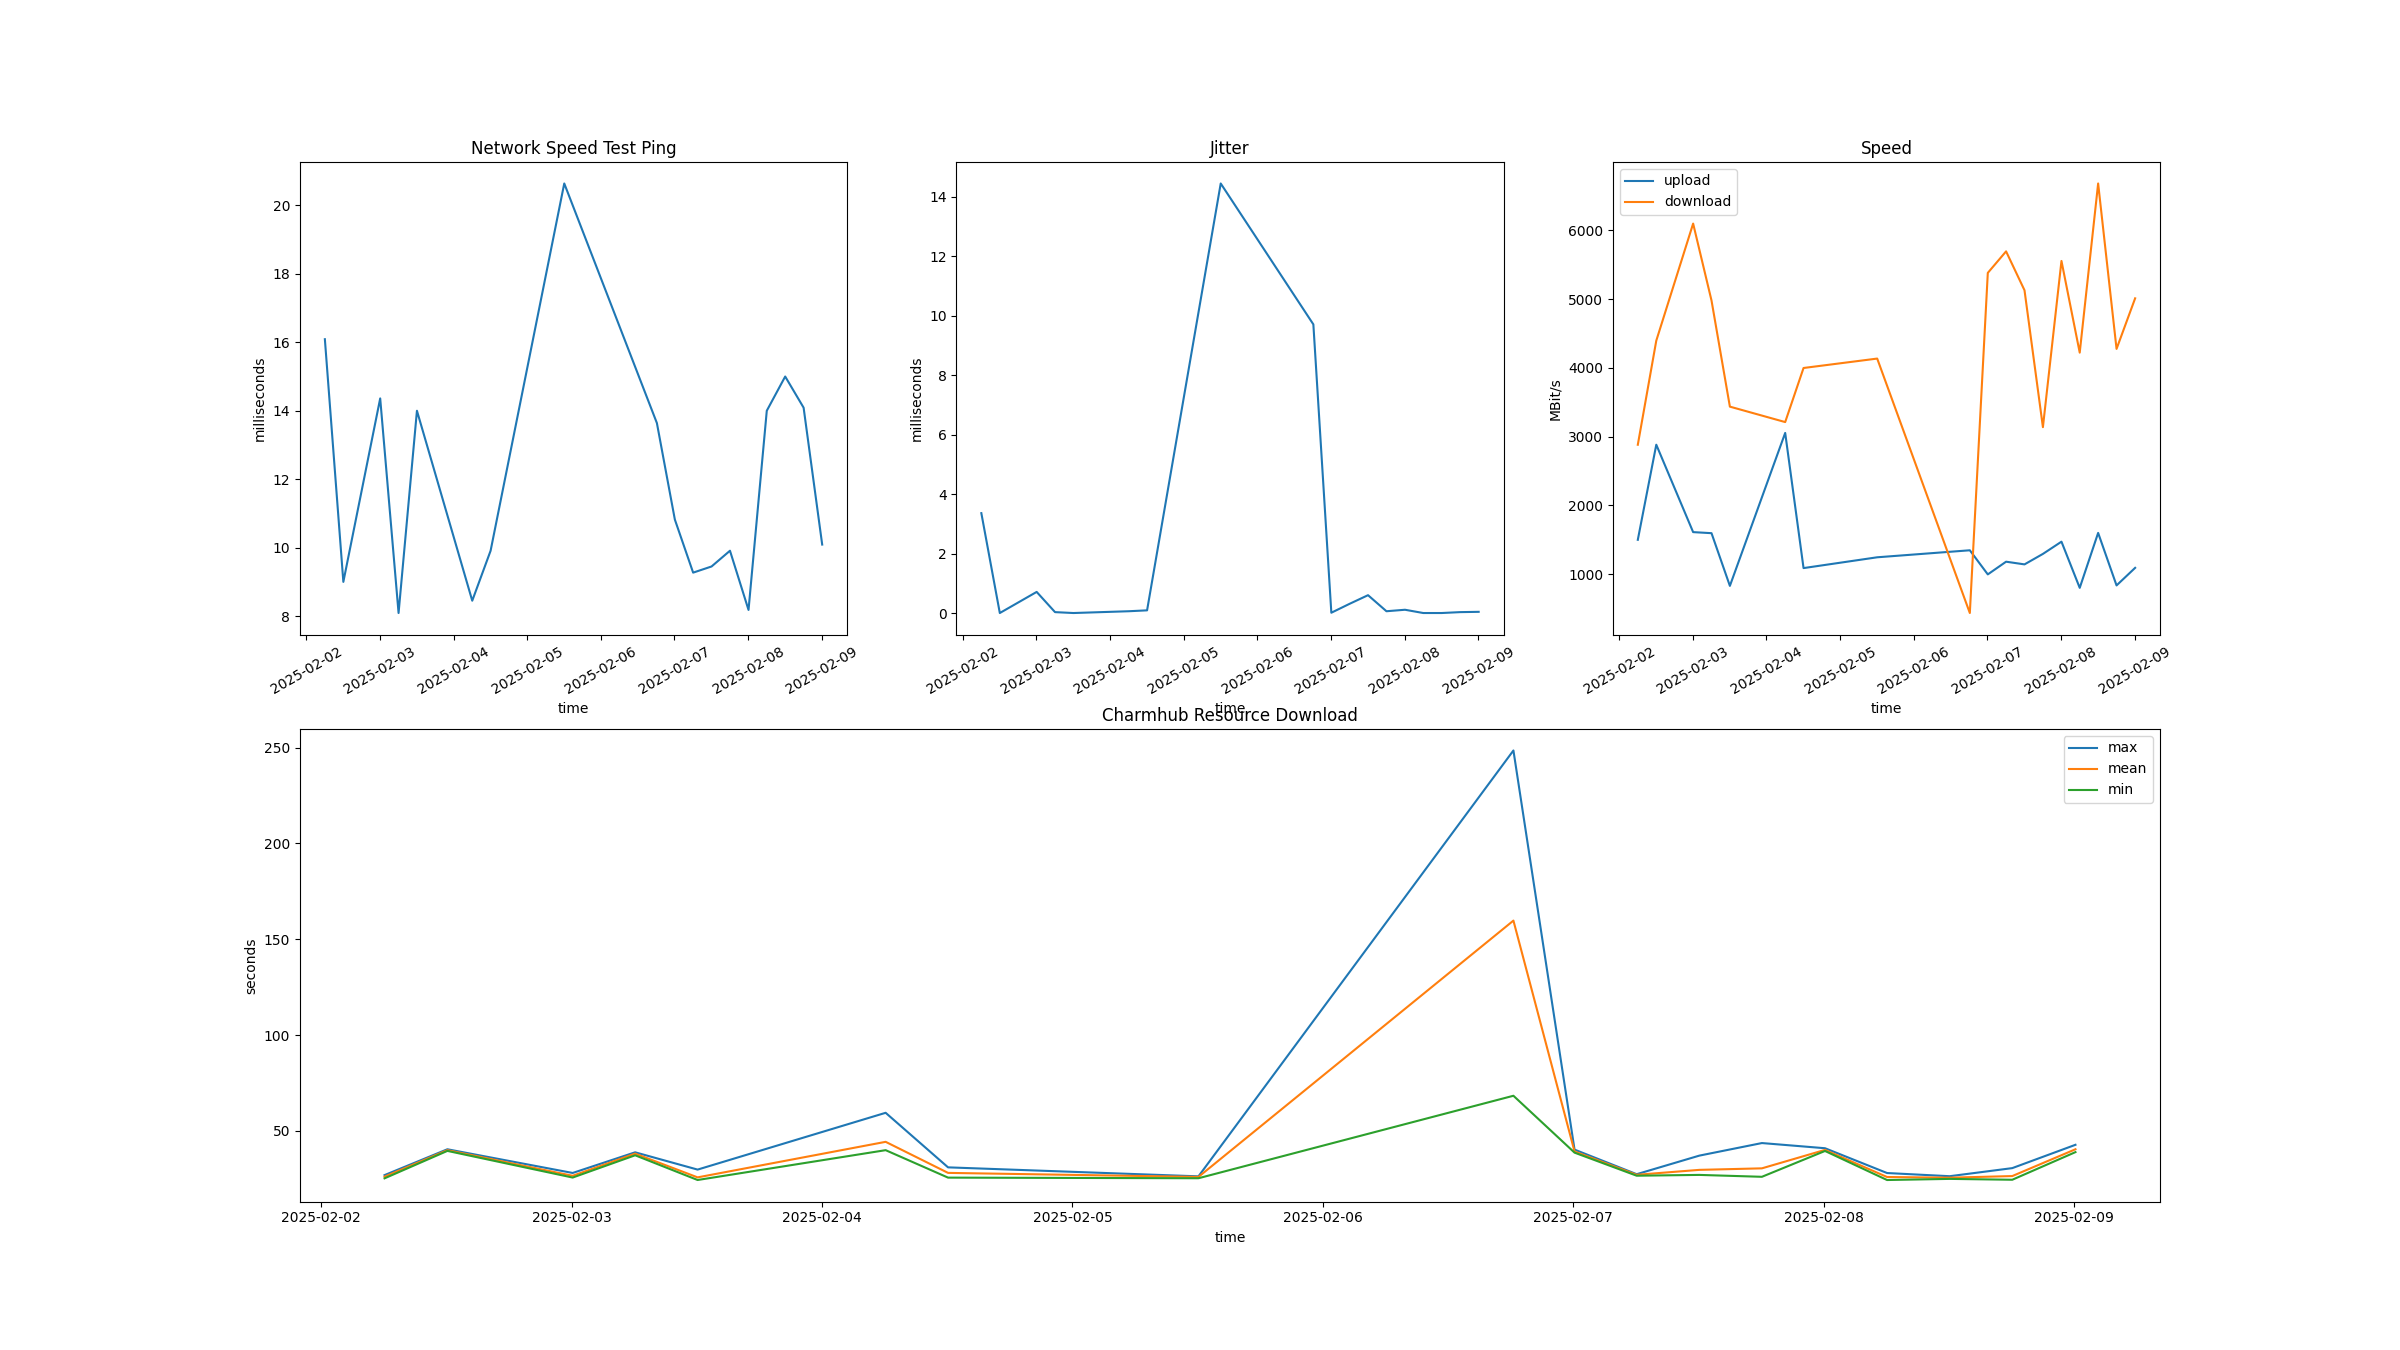 Network Speed Test Ping
milliseconds
20
18
16
14
12
10
8
2025-02-02 2025-02-03 2025-02-04 2025-02-05 2025-02-06 2025-02-07 2025-02-08 2025-02-09
time
Jitter
milliseconds
14
12
10
8
6
4
2
0
2025-02-02 2025-02-03 2025-02-04 2025-02-05 2025-02-06 2025-02-07 2025-02-08 2025-02-09
time
Speed
upload
download
MBit/s
6000
5000
4000
3000
2000
1000
2025-02-02 2025-02-03 2025-02-04 2025-02-05 2025-02-06 2025-02-07 2025-02-08 2025-02-09
time
Charmhub Resource Download
max
mean
min
seconds
250
200
150
100
50
2025-02-02 2025-02-03 2025-02-04 2025-02-05 2025-02-06 2025-02-07 2025-02-08 2025-02-09
time